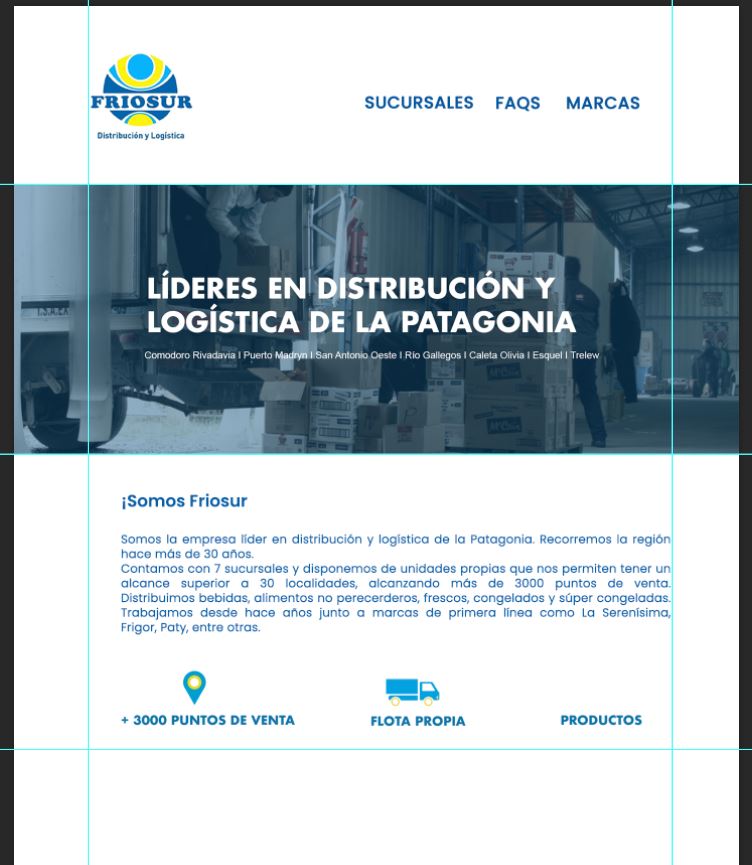 FRIOSUR
Distribución y Logística
SUCURSALES FAQS MARCAS
LÍDERES EN DISTRIBUCIÓN Y
LOGÍSTICA DE LA PATAGONIA
Comodoro Rivadavia I Puerto Madryn I San Antonio Oeste I Río Gallegos I Caleta Olivia I Esquel I Trelew
¡Somos Friosur
Somos la empresa líder en distribución y logística de la Patagonia. Recorremos la región
hace más de 30 años.
Contamos con 7 sucursales y disponemos de unidades propias que nos permiten tener un
alcance superior a 30 localidades, alcanzando más de 3000 puntos de venta.
Distribuimos bebidas, alimentos no perecerderos, frescos, congelados y súper congeladas.
Trabajamos desde hace años junto a marcas de primera línea como La Serenísima,
Frigor, Paty, entre otras.
+ 3000 PUNTOS DE VENTA FLOTA PROPIA PRODUCTOS